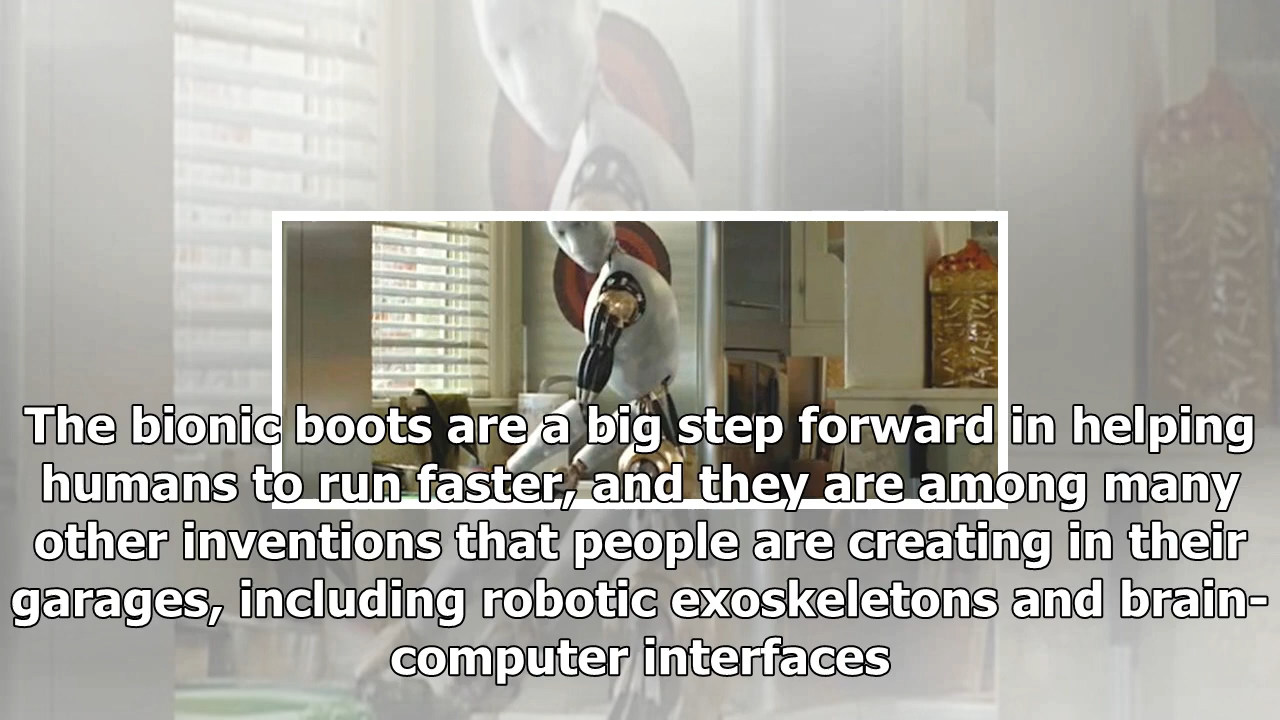 The bionic boots are a big step forward in helping
humans to run faster, and they are among many
other inventions that people are creating in their
garages, including robotic exoskeletons and brain-
computer interfaces